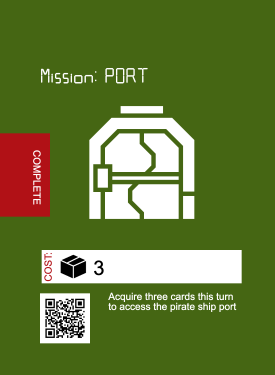 Mission: PORT
COMPLETE
COST:
3
Acquire three cards this turn
to access the pirate ship port